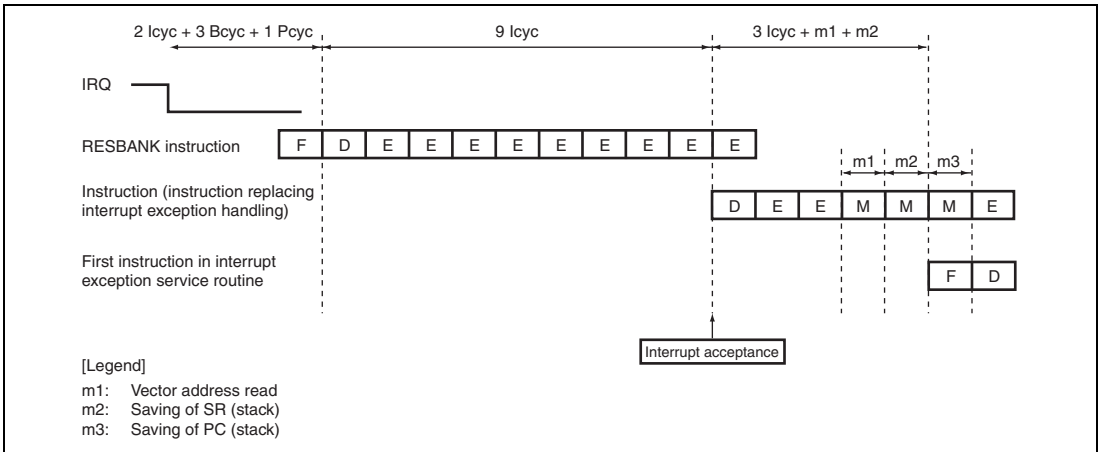 2 Icyc + 3 Bcyc + 1 Pcyc 9 Icyc 3 Icyc + m1 + m2
IRQ
RESBANK instruction F D E E E E E E E E E
m1 m2 m3
Instruction (instruction replacing
interrupt exception handling)
D E E M M M E
First instruction in interrupt
exception service routine
F D
Interrupt acceptance
[Legend]
m1: Vector address read
m2: Saving of SR (stack)
m3: Saving of PC (stack)